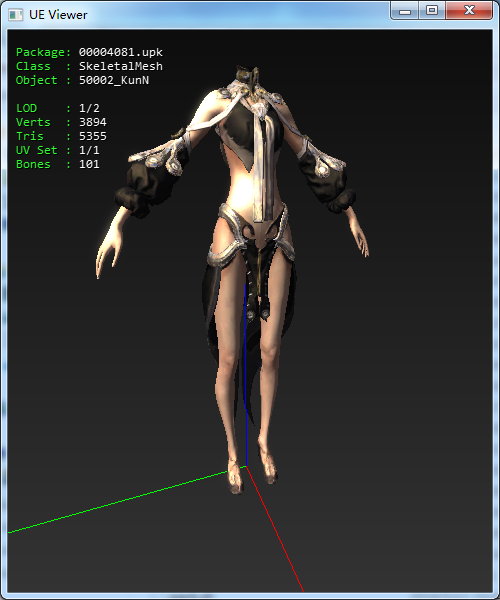 UE Viewer
Package: 00004081.upk
Class : SkeletalMesh
Object : 50002_KunN
LOD : 1/2
Verts : 3894
Tris : 5355
UV Set : 1/1
Bones : 101